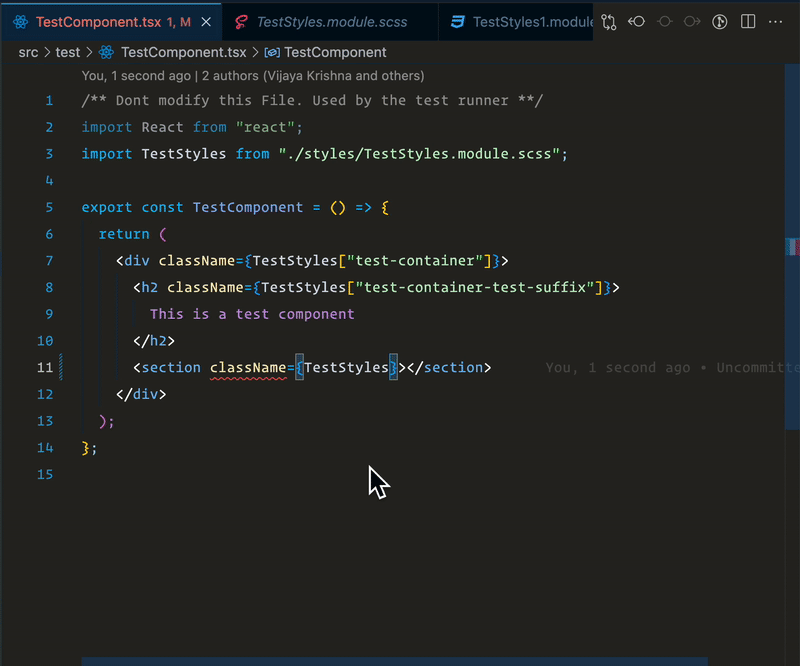 TestComponent.tsx 1, M
TestStyles.module.scss
TestStyles1.module
src > test > TestComponent.tsx > TestComponent
You, 1 second ago | 2 authors (Vijaya Krishna and others)
1 /** Dont modify this File. Used by the test runner **/
2 import React from "react";
3 import TestStyles from "./styles/TestStyles.module.scss";
4
5 export const TestComponent = () => {
6 return (
7 <div className={TestStyles["test-container"]}>
8 <h2 className={TestStyles["test-container-test-suffix"]}>
9 This is a test component
10 </h2>
11 <section className={TestStyles}></section> You, 1 second ago • Uncommitte
12 </div>
13 );
14 };
15